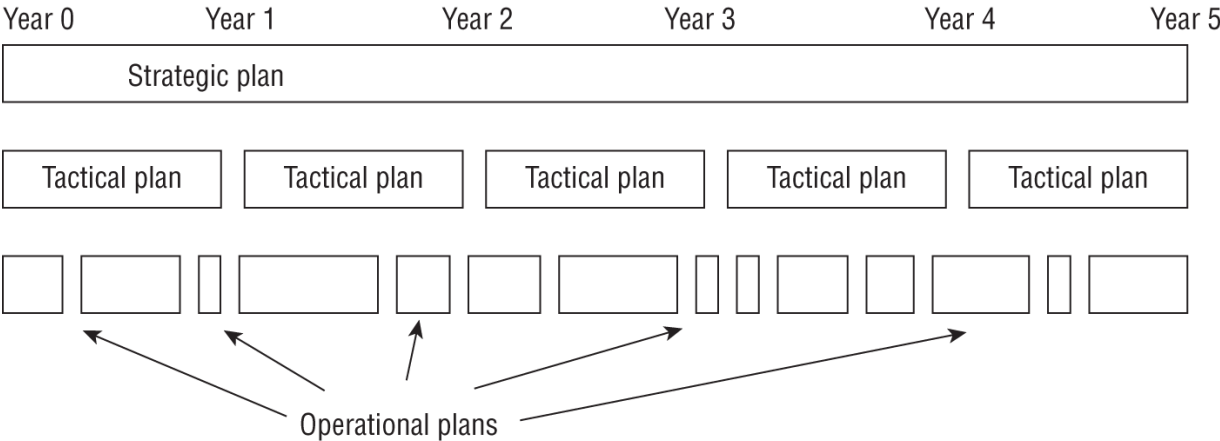 Year 0 Year 1 Year 2 Year 3 Year 4 Year 5
Strategic plan
Tactical plan Tactical plan Tactical plan Tactical plan Tactical plan
Operational plans